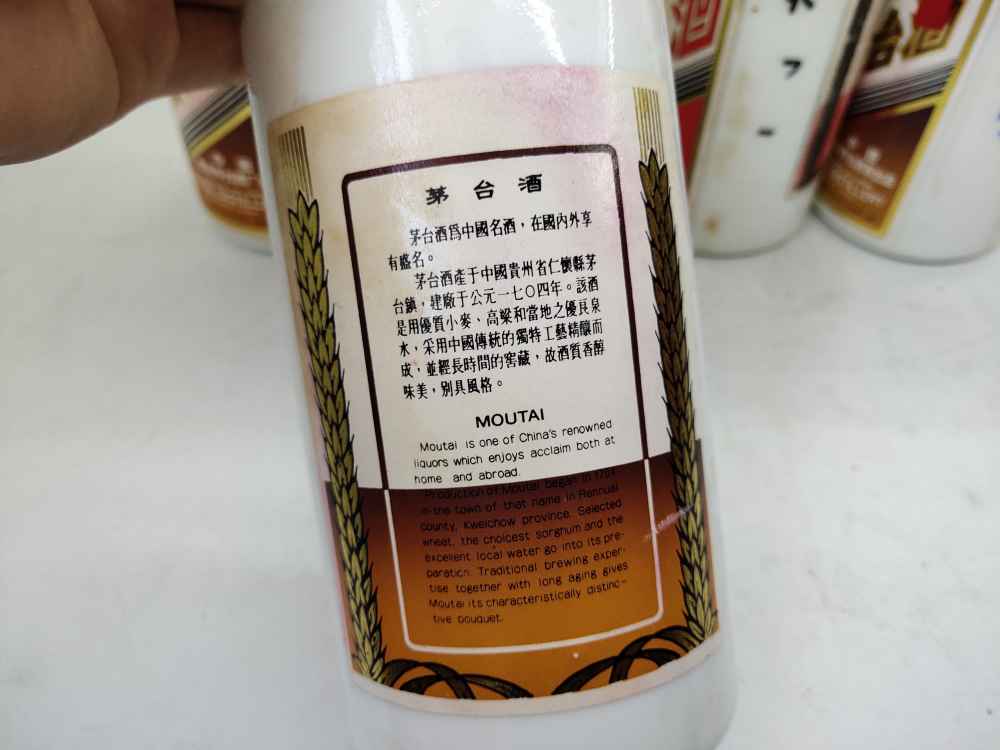 茅台酒
茅台酒爲中國名酒，在國内外享
有盛名。
茅台酒產于中國貴州省仁懷縣茅
台鎮，建廠于公元一七〇四年。該酒
是用優質小麥、高粱和當地之優良泉
水，采用中國傳統的獨特工藝精釀而
成，並經長時間的窖藏，故酒質香醇
味美，别具風格。
MOUTAI
Moutai is one of China's renowned
liquors which enjoys acclaim both at
home and abroad.
Production of Moutai began in 1704
in the town of that name in Renhuai
county, Kweichow province. Selected
wheat, the choicest sorghum and the
excellent local water go into its pre-
paration. Traditional brewing exper-
tise together with long aging gives
Moutai its characteristically distinc-
tive bouquet.
酒
台酒